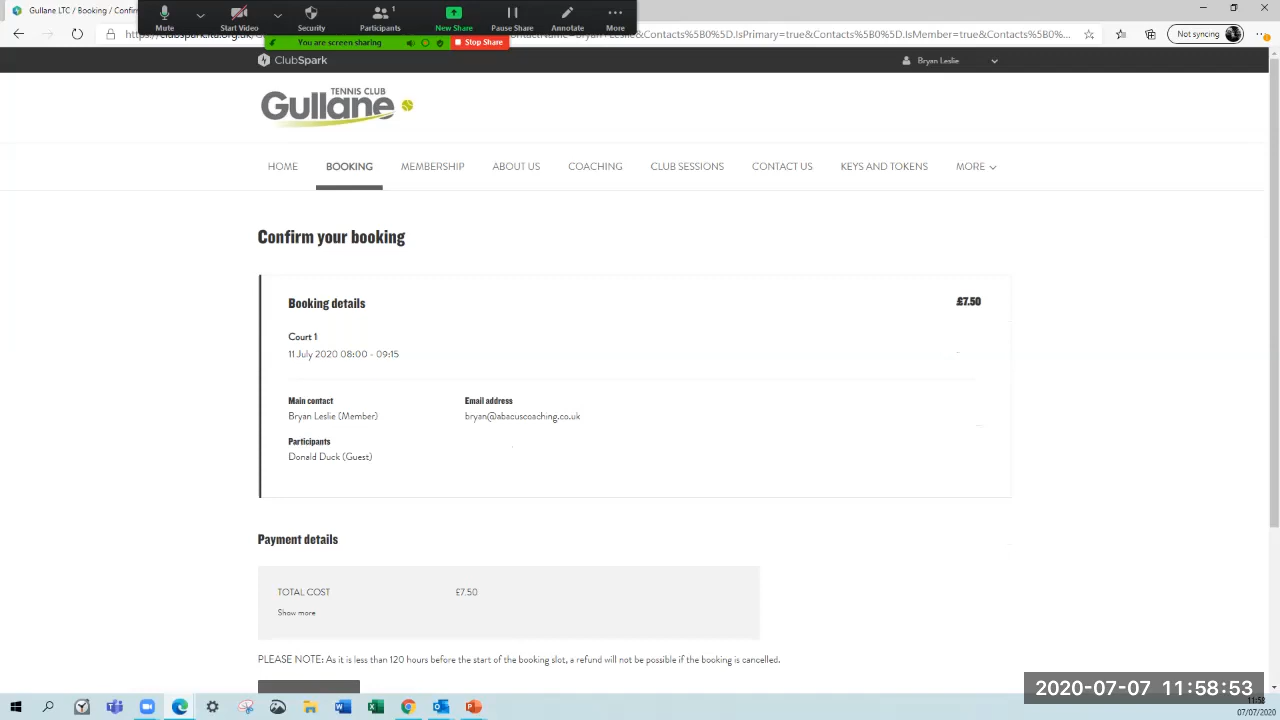 Gullane LTC / Booking / Confir
Mute
Start Video
Security
Participants
1
New Share
Pause Share
Annotate
More
You are screen sharing
Stop Share
Not syncing
ClubSpark
Bryan Leslie
TENNIS CLUB
Gullane
HOME
BOOKING
MEMBERSHIP
ABOUT US
COACHING
CLUB SESSIONS
CONTACT US
KEYS AND TOKENS
MORE
Confirm your booking
Booking details
£7.50
Court 1
11 July 2020 08:00 - 09:15
Main contact
Email address
Bryan Leslie (Member)
bryan@abacuscoaching.co.uk
Participants
Donald Duck (Guest)
Payment details
TOTAL COST
£7.50
Show more
PLEASE NOTE: As it is less than 120 hours before the start of the booking slot, a refund will not be possible if the booking is cancelled.
2020-07-07 11:58:53
11:58
07/07/2020